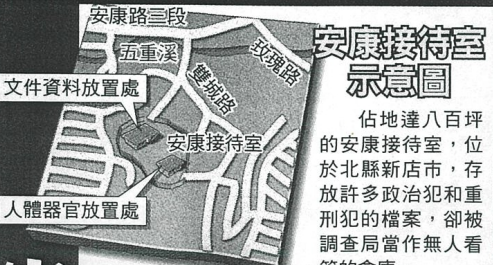 安康接待室
示意圖
安康路三段
五重溪
玫瑰路
雙城路
文件資料放置處
安康接待室
人體器官放置處
佔地達八百坪
的安康接待室，位
於北縣新店市，存
放許多政治犯和重
刑犯的檔案，卻被
調查局當作無人看